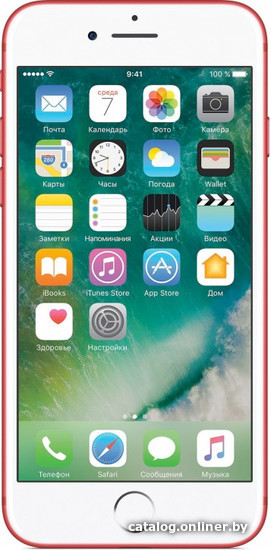 9:41
100 %
среда
7
Почта
Календарь
Фото
Камера
280
Карты
Часы
Погода
Wallet
Заметки
Напоминания
Акции
Видео
iBooks
iTunes Store
App Store
Дом
Здоровье
Настройки
Телефон
Safari
Сообщения
Музыка
catalog.onliner.by